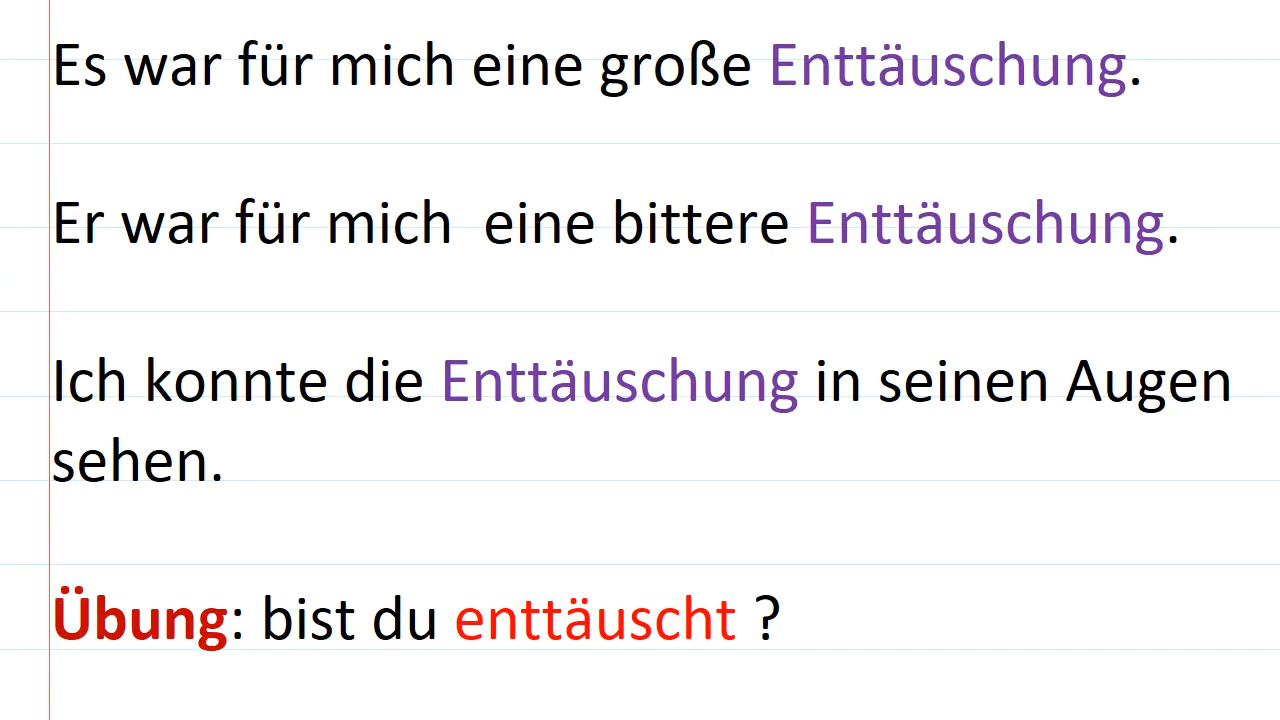 Es war für mich eine große Enttäuschung.
Er war für mich  eine bittere Enttäuschung.
Ich konnte die Enttäuschung in seinen Augen
sehen.
Übung: bist du enttäuscht ?